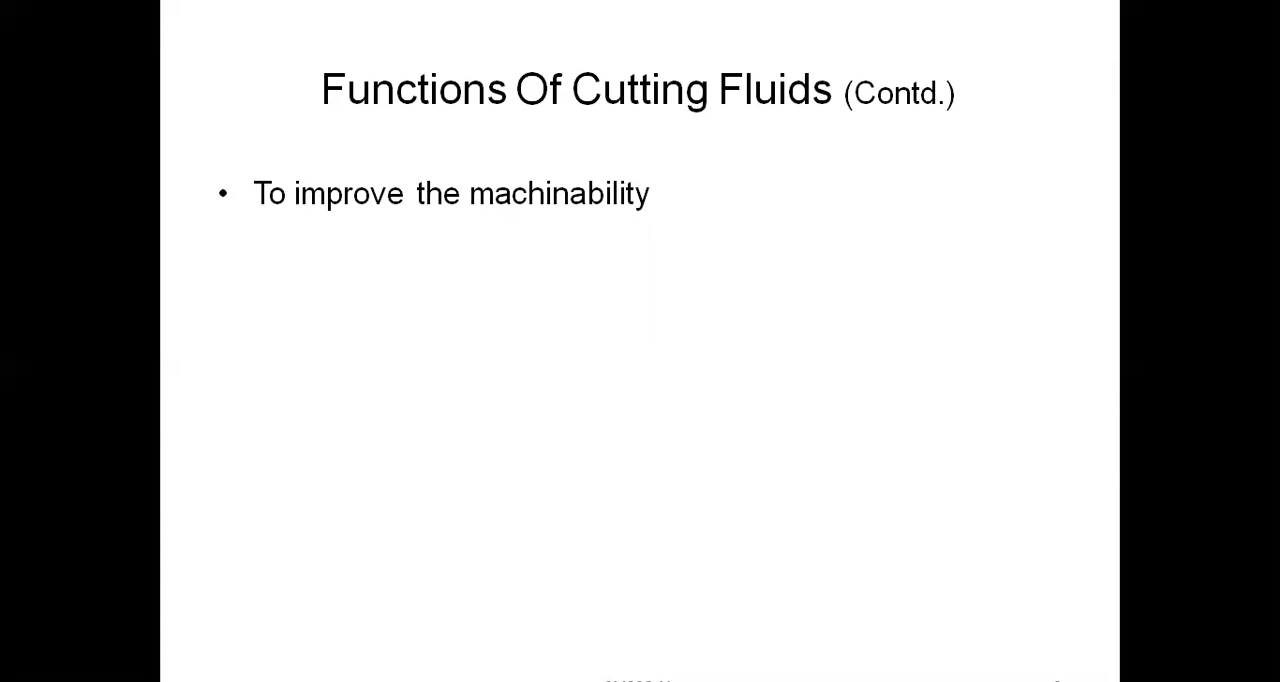 Functions Of Cutting Fluids (Contd.)
• To improve the machinability